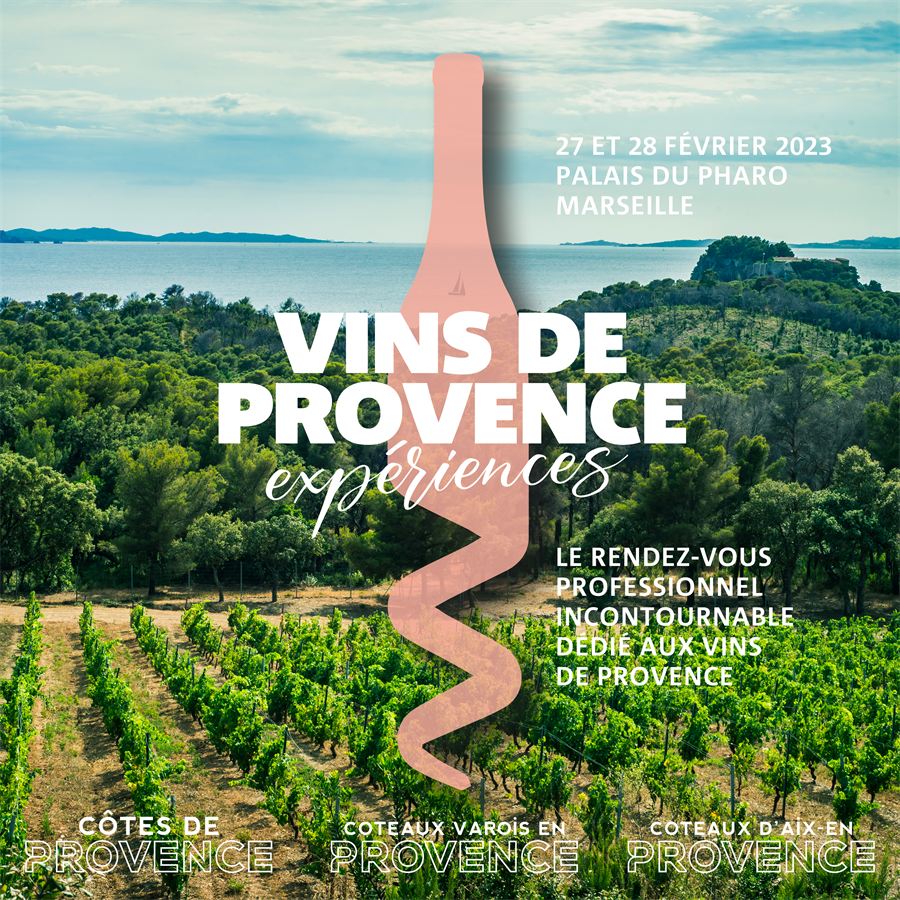 27 ET 28 FÉVRIER 2023
PALAIS DU PHARO
MARSEILLE
VINS DE
PROVENCE
expériences
LE RENDEZ-VOUS
PROFESSIONNEL
INCONTOURNABLE
DÉDIÉ AUX VINS
DE PROVENCE
CÔTES DE
PROVENCE
COTEAUX VAROIS EN
PROVENCE
COTEAUX D'AIX-EN
PROVENCE